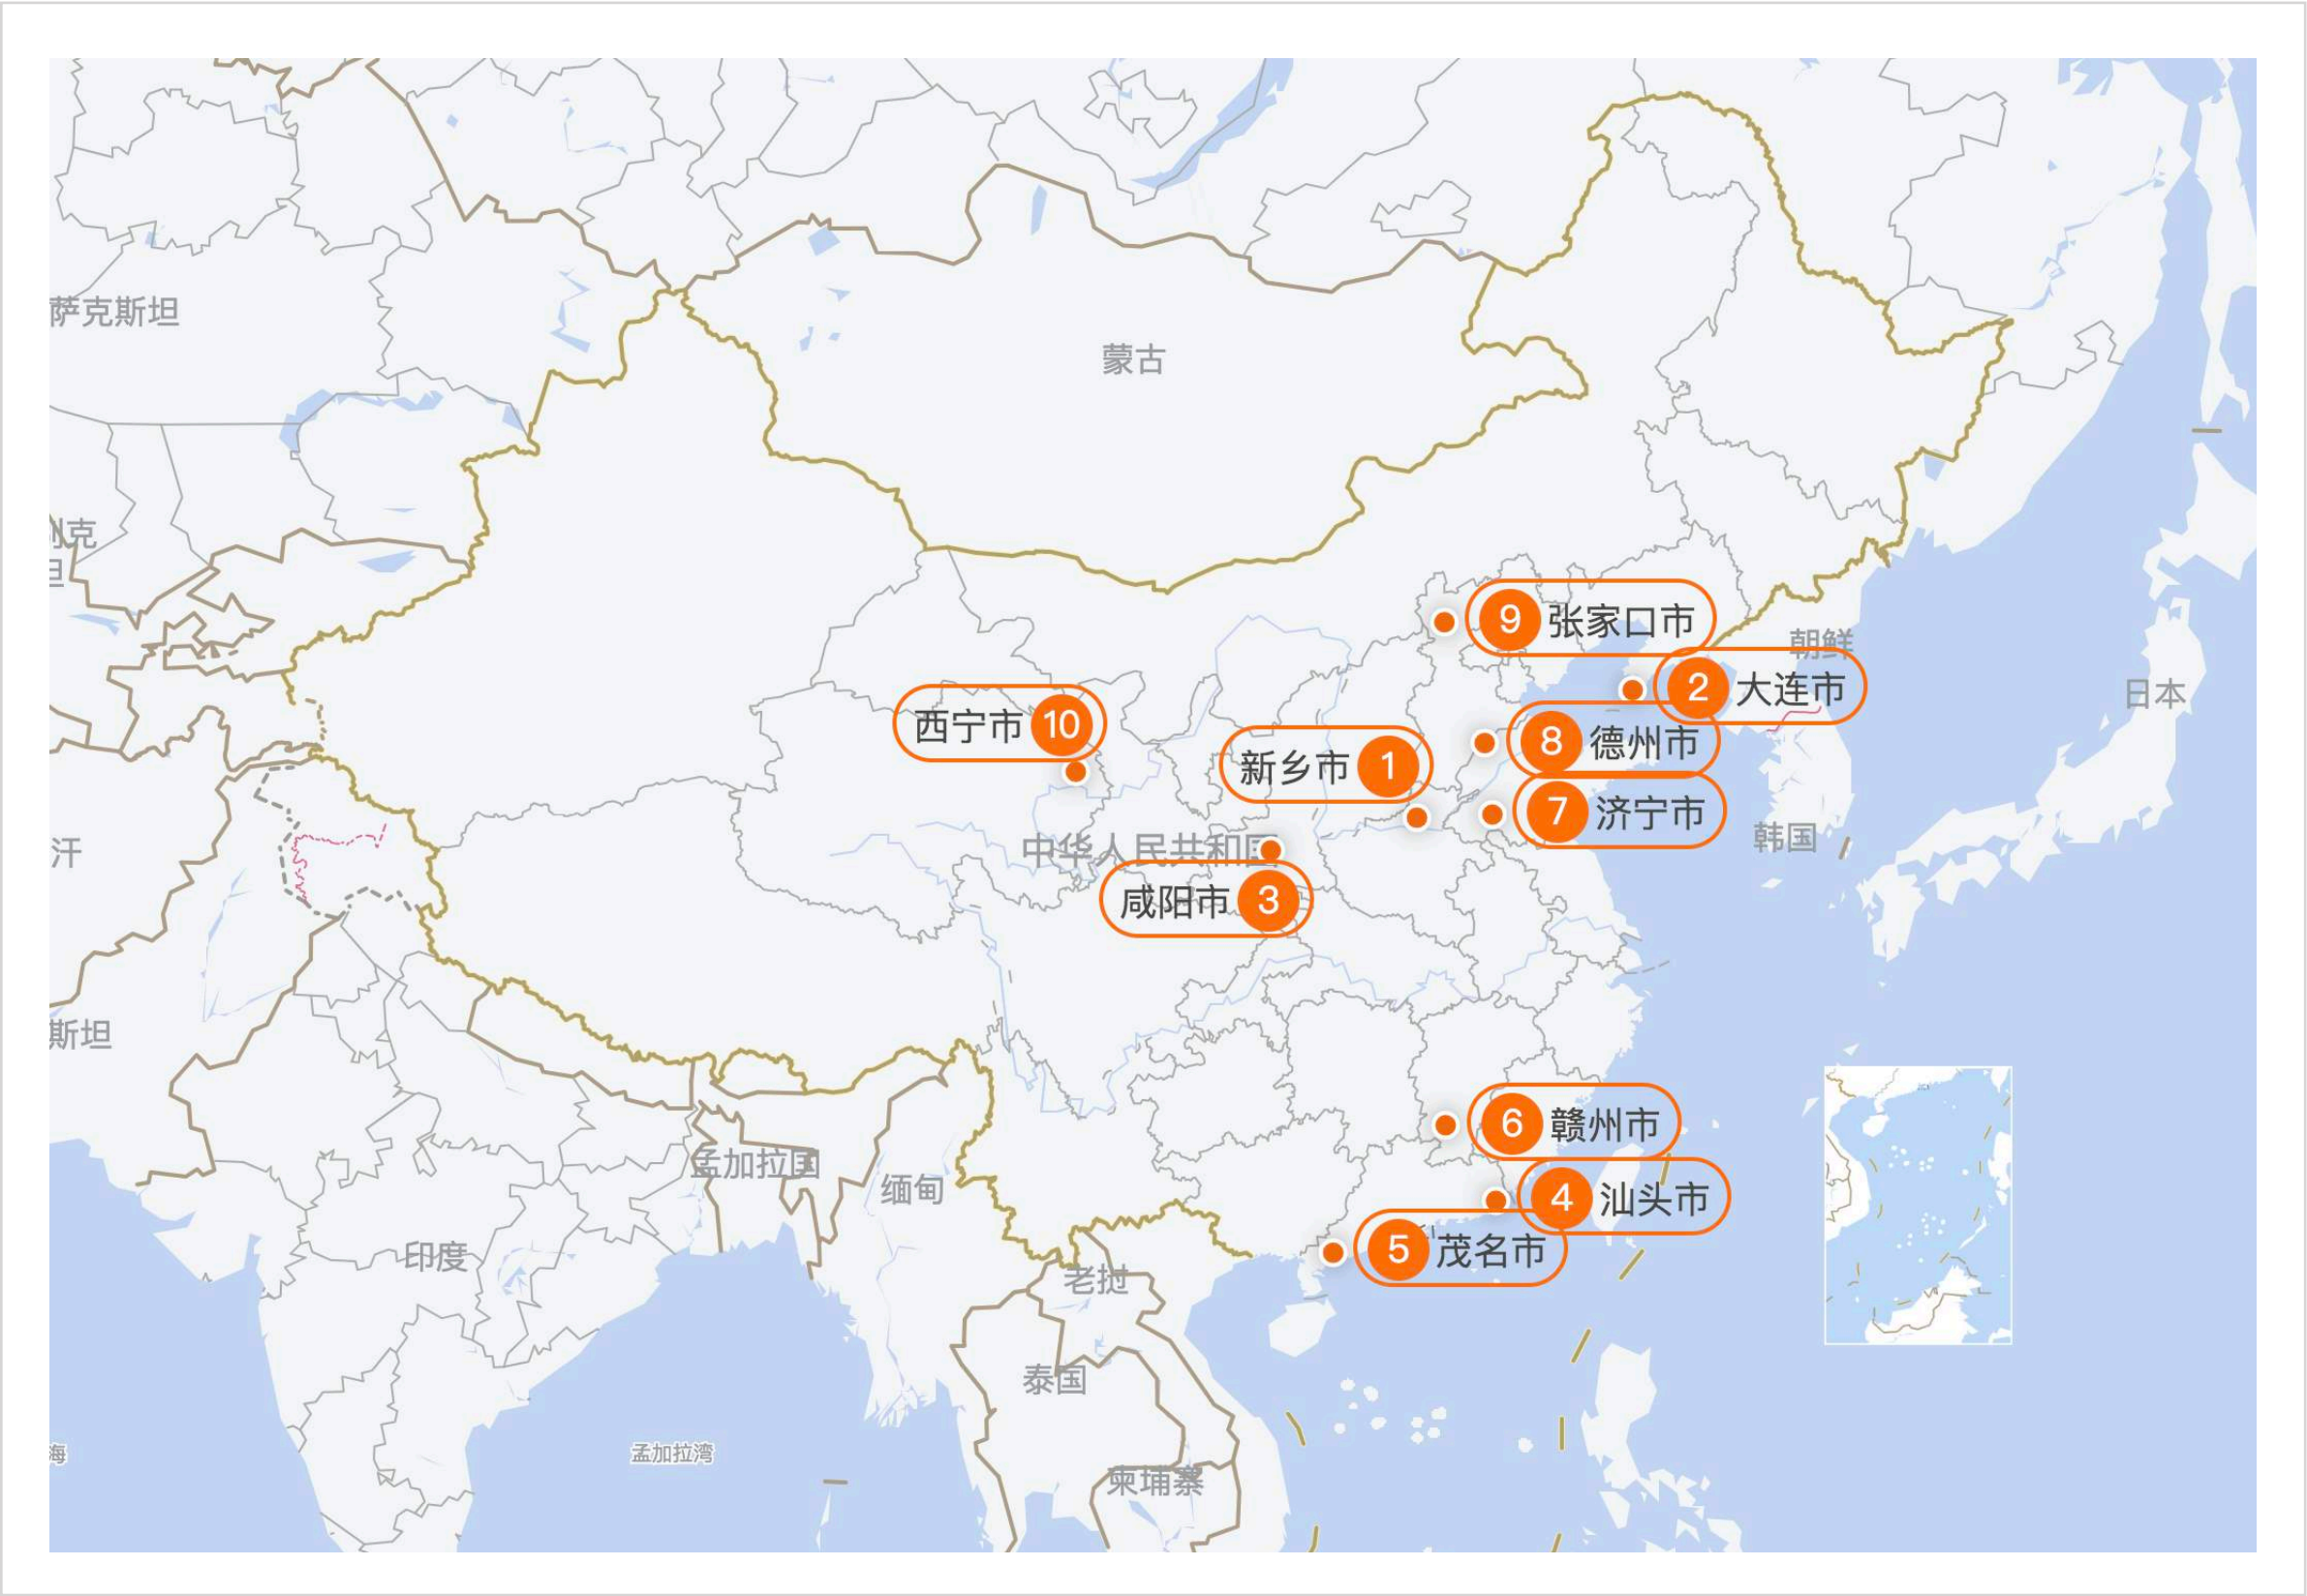 萨克斯坦
蒙古
9 张家口市
朝鲜
2 大连市
日本
西宁市 10
8 德州市
新乡市 1
7 济宁市
韩国
汗
中华人民共和国
咸阳市 3
斯坦
6 赣州市
孟加拉国
缅甸
4 汕头市
5 茂名市
印度
老挝
泰国
海
孟加拉湾
柬埔寨